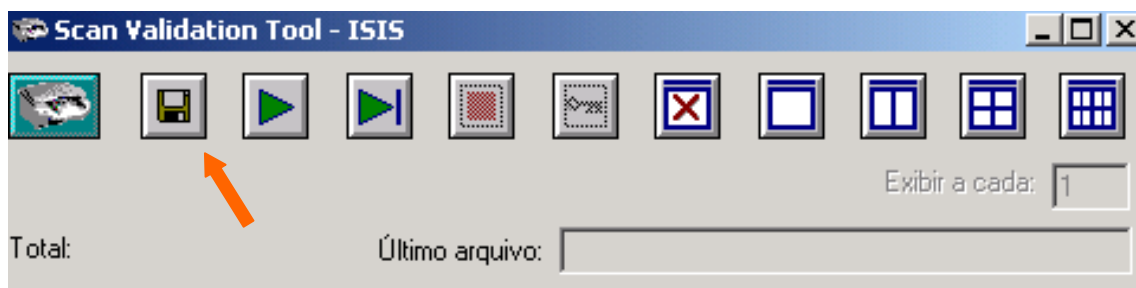 Scan Validation Tool - ISIS
Exibir a cada: 1
Total:
Último arquivo: